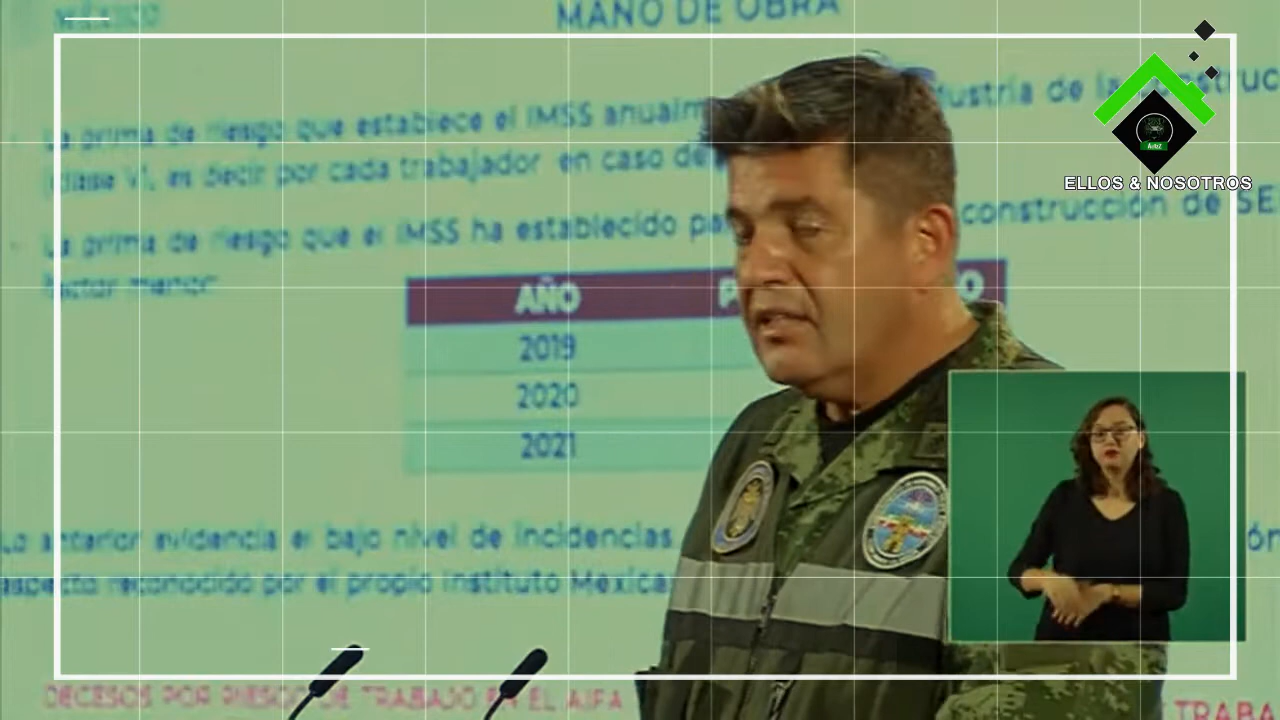 MÉXICO
MANO DE OBRA
La prima de riesgo que establece el IMSS anualm dustria de la construc
(clase V), es decir por cada trabajador en caso de
La prima de riesgo que el IMSS ha establecido pa construcción de SE
factor menor
AÑO P O
2019
2020
2021
Lo anterior evidencia el bajo nivel de incidencias ón
aspecto reconocido por el propio Instituto Mexica
DECESOS POR RIESGO DE TRABAJO EN EL AIFA TRABA
ELLOS & NOSOTROS